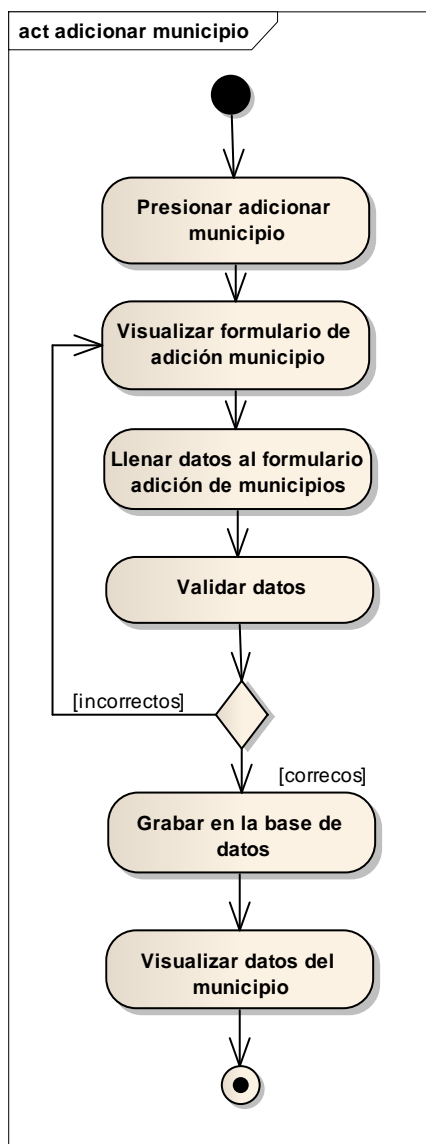 act adicionar municipio
Presionar adicionar
municipio
Visualizar formulario de
adición municipio
Llenar datos al formulario
adición de municipios
Validar datos
[incorrectos]
[correcos]
Grabar en la base de
datos
Visualizar datos del
municipio